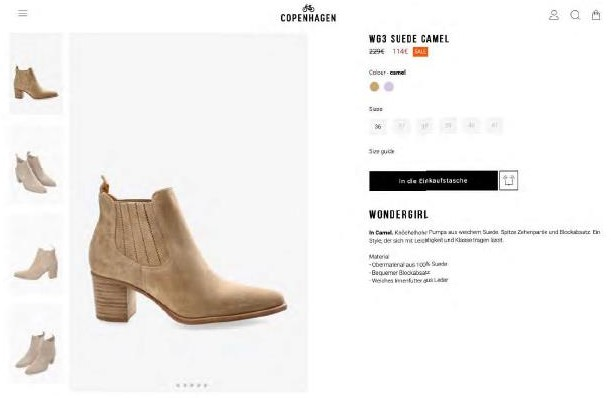 COPENHAGEN
WG3 SUEDE CAMEL
229€ 114€ SALE
Colour - camel
Size
36 37 38 39 40 41
Size guide
In die Einkaufstasche
WONDERGIRL
In Camel. Knöchelhohe Pumps aus weichem Suede. Spitze Zehenpartie und Blockabsatz. Ein
Style, der sich mit Leichtigkeit und Klasse tragen lässt.
Material
-Obermaterial aus 100% Suede
-Bequemer Blockabsatz
-Weiches Innenfutter aus Leder